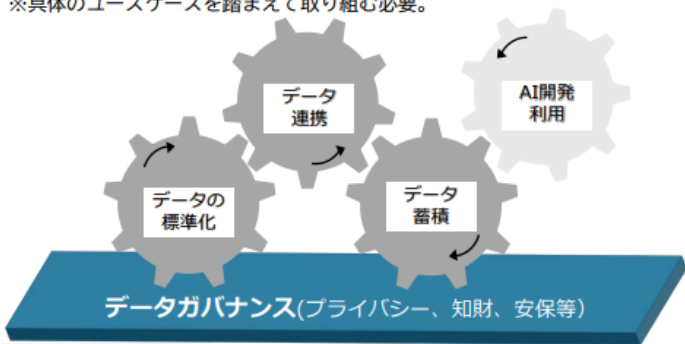 ※具体のユースケースを踏まえて取り組む必要。
データ
連携
AI開発
利用
データの
標準化
データ
蓄積
データガバナンス(プライバシー、知財、安保等)